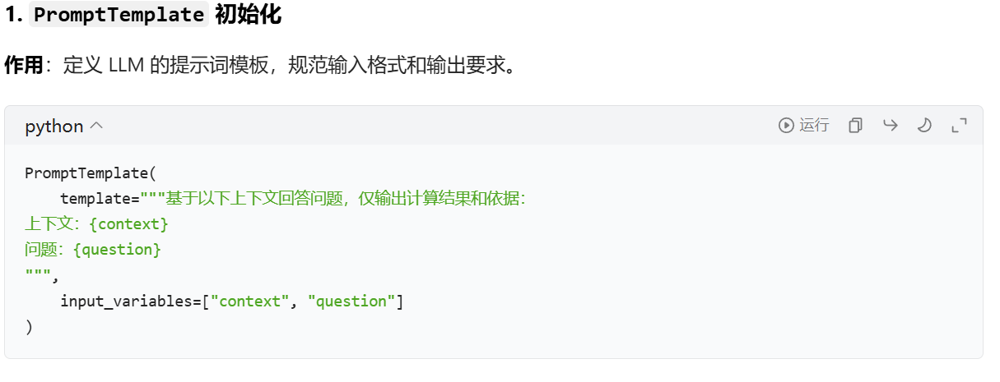 1. PromptTemplate 初始化
作用：定义 LLM 的提示词模板，规范输入格式和输出要求。
python 运行
PromptTemplate(
    template="""基于以下上下文回答问题，仅输出计算结果和依据：
上下文：{context}
问题：{question}
""",
    input_variables=["context", "question"]
)